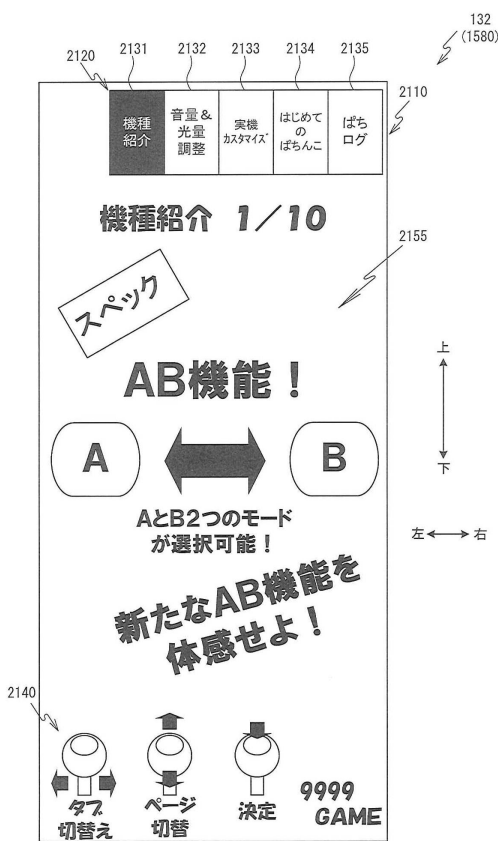 132
(1580)
2131
2132
2133
2134
2135
2120
2110
機種
紹介
音量&
光量
調整
実機
カスタマイズ
はじめて
の
ぱちんこ
ぱち
ログ
機種紹介 1/10
2155
スペック
AB機能!
上
下
A
B
AとB2つのモード
が選択可能!
左
右
新たなAB機能を
体感せよ!
2140
タブ
切替え
ページ
切替
決定
9999
GAME